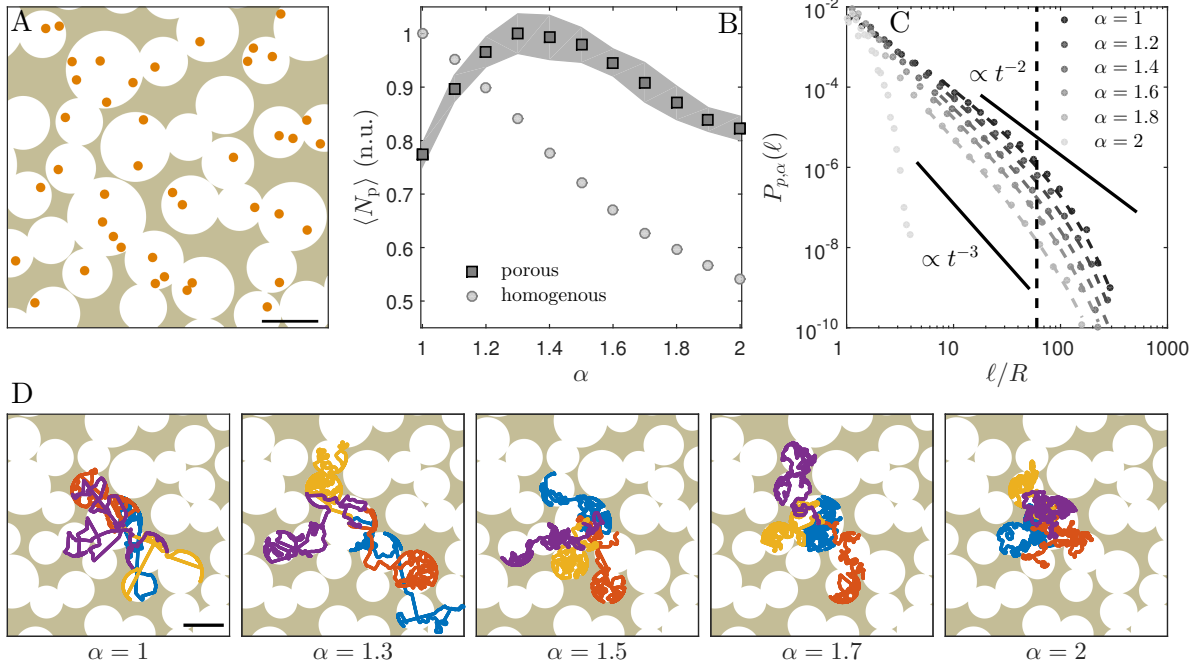 A
B
⟨N_p⟩ (n.u.)
1
0.9
0.8
0.7
0.6
0.5
porous
homogenous
1
1.2
1.4
1.6
1.8
2
α
C
P_{p,α}(ℓ)
10^{-2}
10^{-4}
10^{-6}
10^{-8}
10^{-10}
α = 1
α = 1.2
α = 1.4
α = 1.6
α = 1.8
α = 2
∝ t^{-2}
∝ t^{-3}
1
10
100
1000
ℓ/R
D
α = 1
α = 1.3
α = 1.5
α = 1.7
α = 2